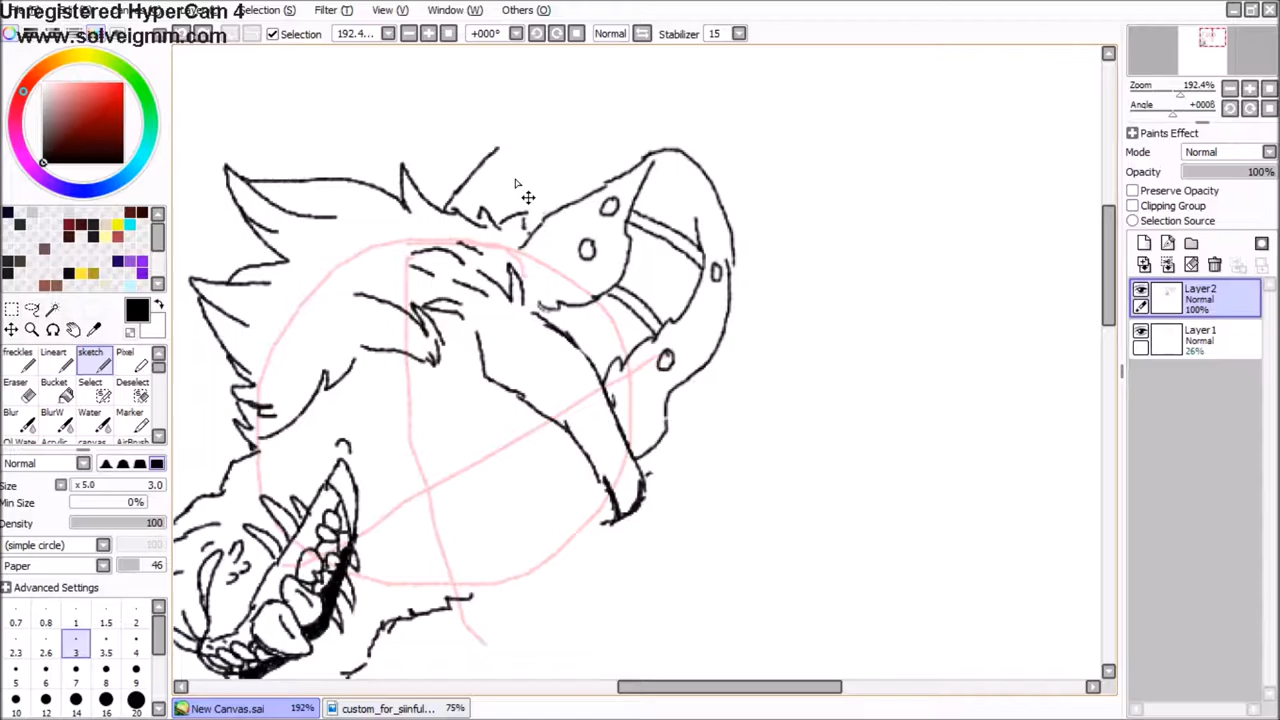 Unregistered HyperCam 4
Selection (S) Filter (T) View (V) Window (W) Others (O)
www.solveigmm.com
Selection 192.4... +000° Normal Stabilizer 15
Zoom 192.4%
Angle +0006
Paints Effect
Mode Normal
Opacity 100%
Preserve Opacity
Clipping Group
Selection Source
Layer2
Normal
100%
Layer1
Normal
26%
freckles Lineart sketch Pixel
Eraser Bucket Select Deselect
Blur BlurW Water Marker
Normal
Size x 5.0 3.0
Min Size 0%
Density 100
(simple circle) 100
Paper 46
Advanced Settings
0.7 0.8 1 1.5 2
2.3 2.6 3 3.5 4
5 6 7 8 9
10 12 14 16 20
New Canvas.sai 192% custom_for_siinful... 75%